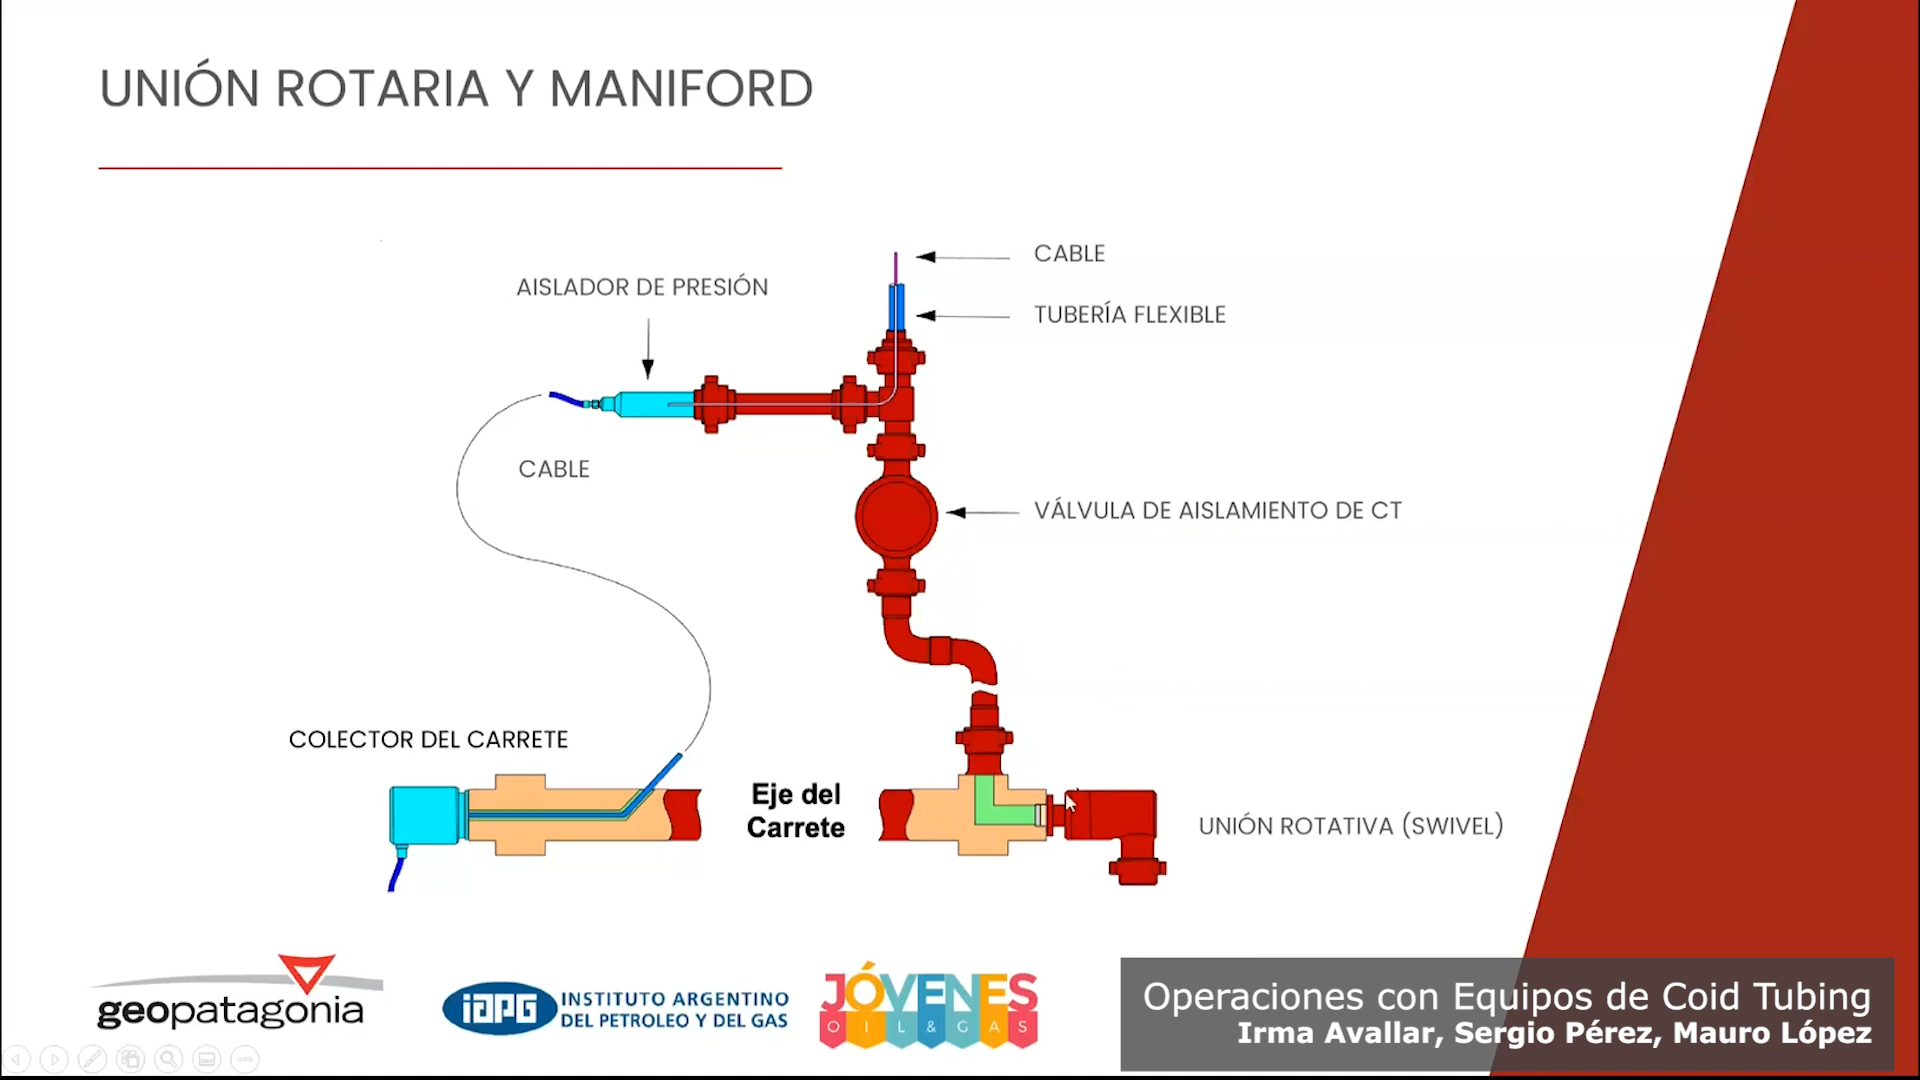 UNIÓN ROTARIA Y MANIFORD
CABLE
AISLADOR DE PRESIÓN
TUBERÍA FLEXIBLE
CABLE
VÁLVULA DE AISLAMIENTO DE CT
COLECTOR DEL CARRETE
Eje del
Carrete
UNIÓN ROTATIVA (SWIVEL)
geopatagonia
IAPG
INSTITUTO ARGENTINO
DEL PETROLEO Y DEL GAS
JÓVENES
OIL&GAS
Operaciones con Equipos de Coid Tubing
Irma Avallar, Sergio Pérez, Mauro López